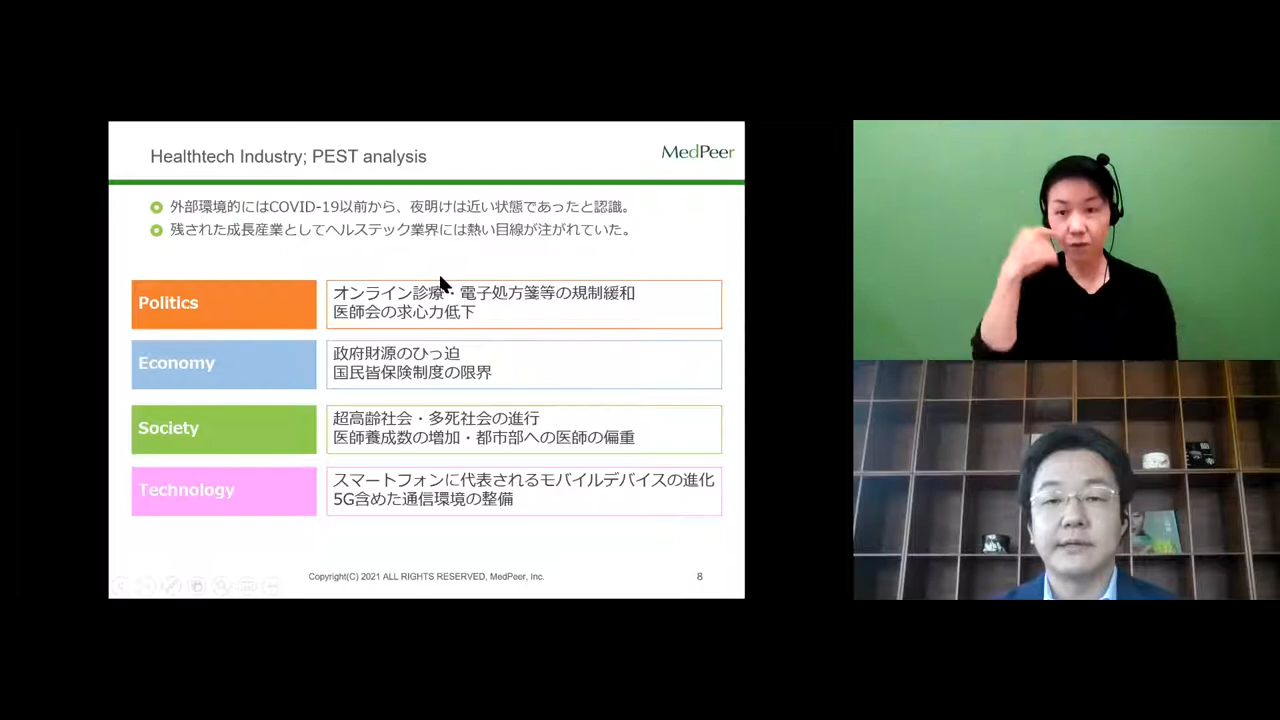 Healthtech Industry; PEST analysis
MedPeer
外部環境的にはCOVID-19以前から、夜明けは近い状態であったと認識。
残された成長産業としてヘルステック業界には熱い目線が注がれていた。
Politics
オンライン診療・電子処方箋等の規制緩和
医師会の求心力低下
Economy
政府財源のひっ迫
国民皆保険制度の限界
Society
超高齢社会・多死社会の進行
医師養成数の増加・都市部への医師の偏重
Technology
スマートフォンに代表されるモバイルデバイスの進化
5G含めた通信環境の整備
Copyright(C) 2021 ALL RIGHTS RESERVED, MedPeer, Inc.
8